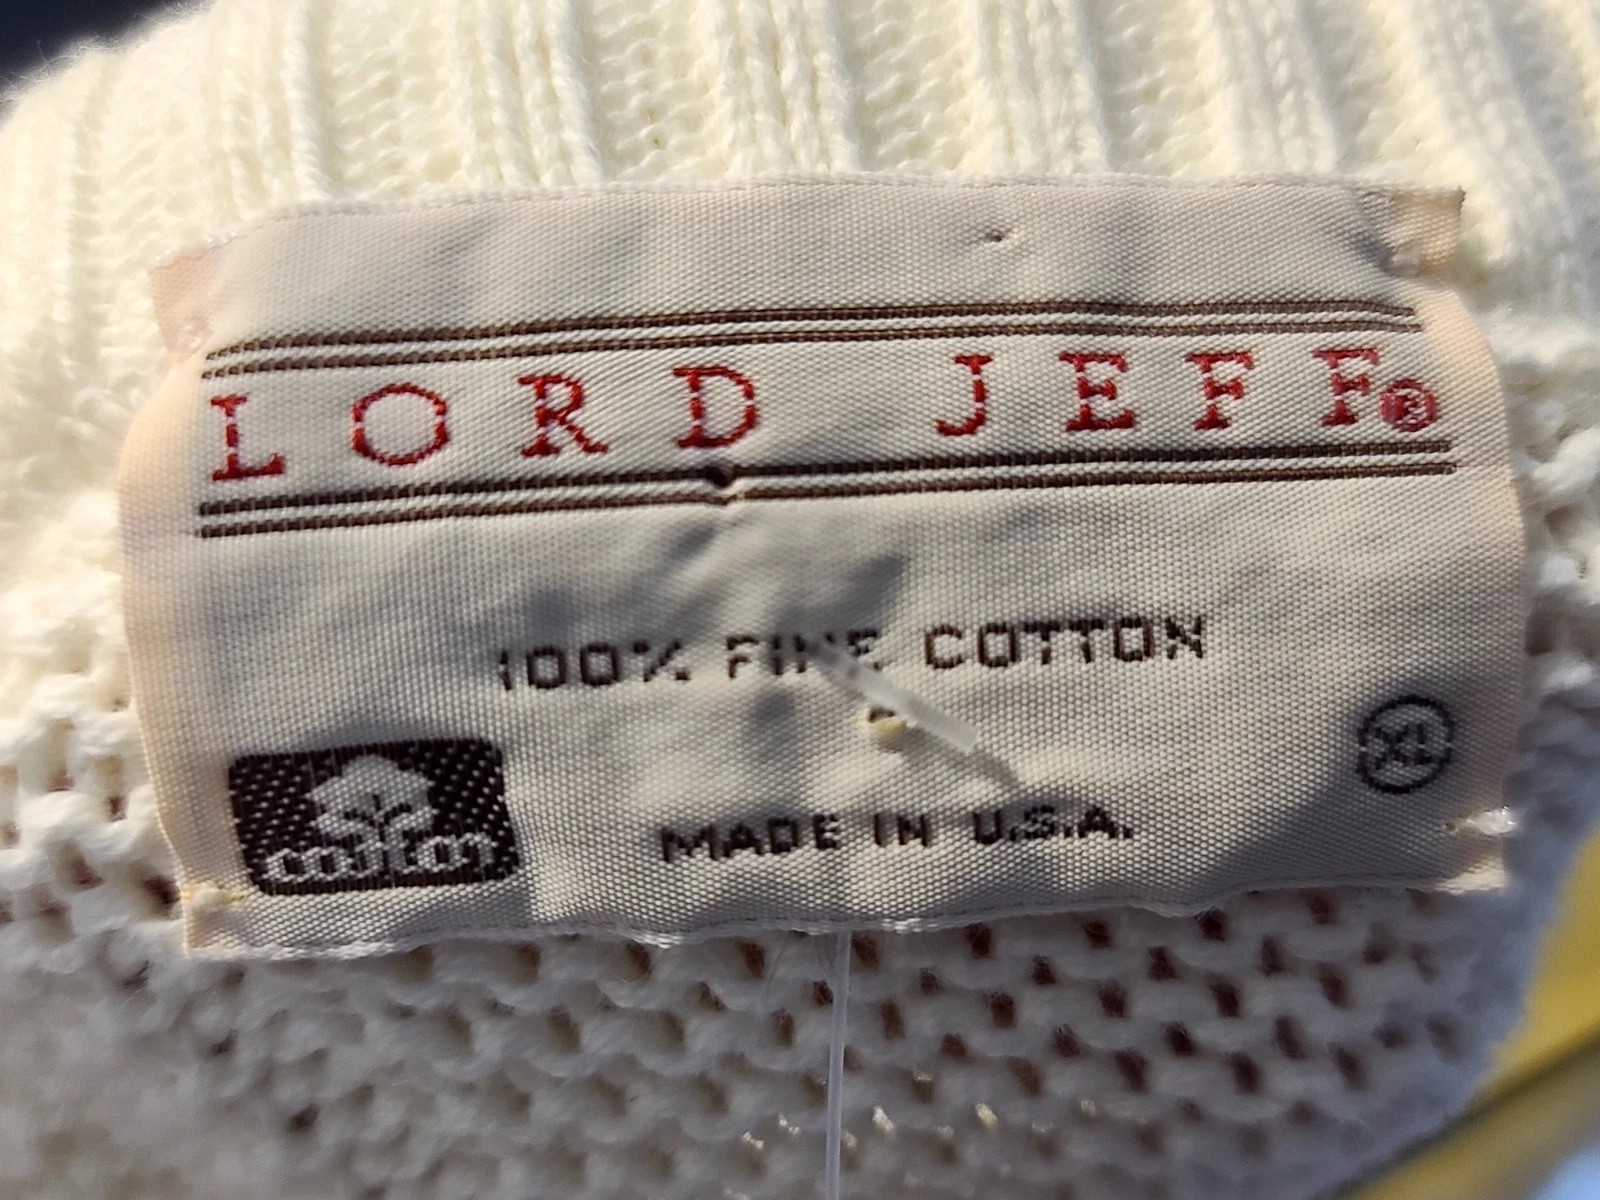 LORD JEFF®
100% FINE COTTON
XL
cotton
MADE IN U.S.A.